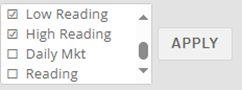 Low Reading
High Reading
Daily Mkt
Reading
APPLY